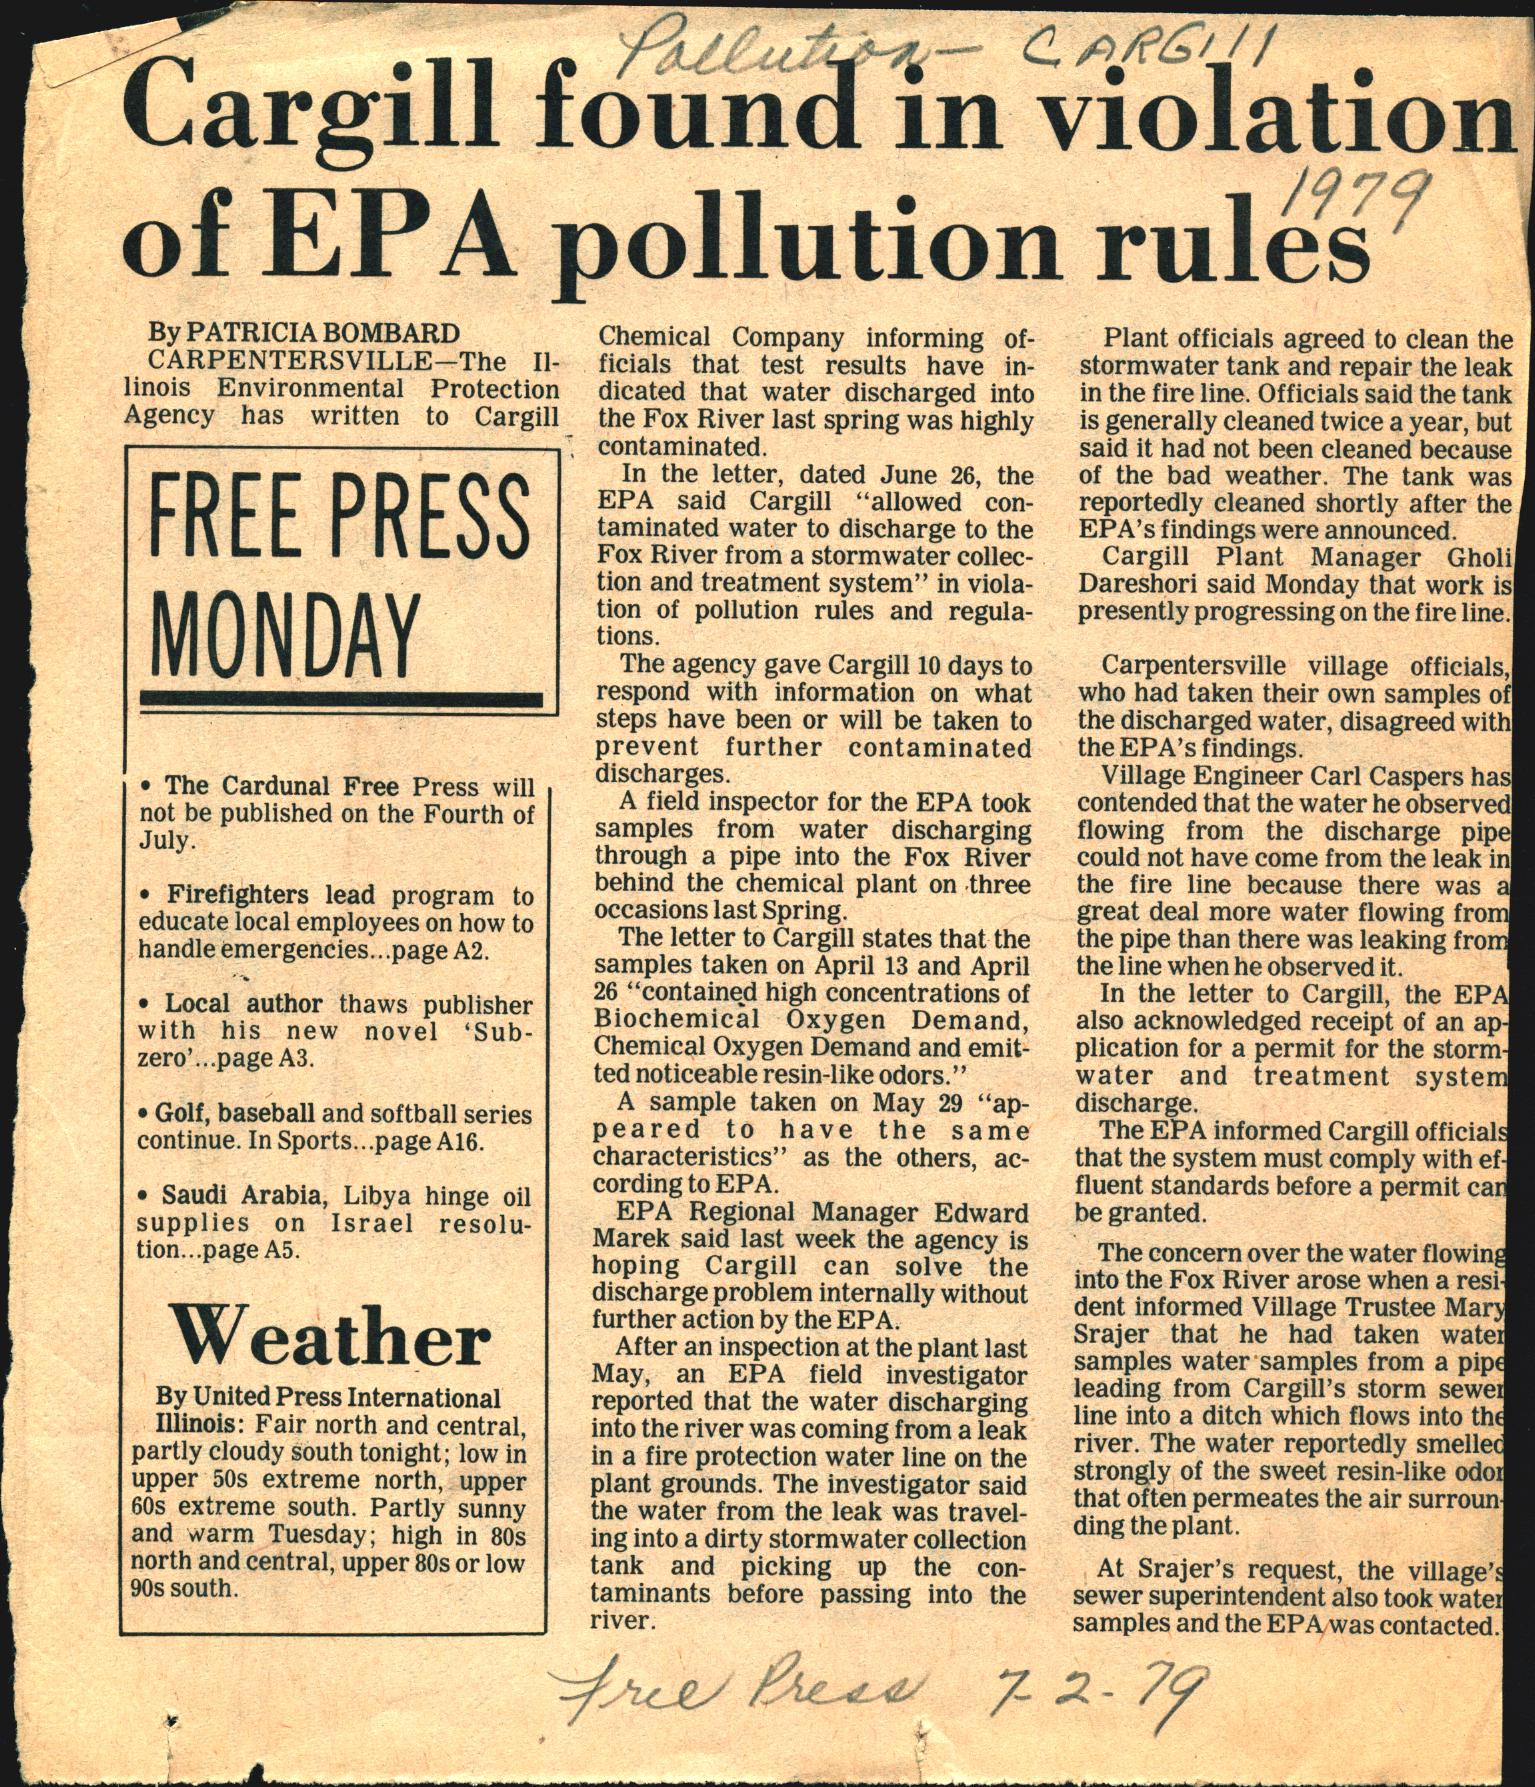 Pollution - CARGIll
Cargill found in violation
of EPA pollution rules
1979
By PATRICIA BOMBARD
CARPENTERSVILLE—The Il-
linois Environmental Protection
Agency has written to Cargill
FREE PRESS
MONDAY
• The Cardunal Free Press will
not be published on the Fourth of
July.
• Firefighters lead program to
educate local employees on how to
handle emergencies...page A2.
• Local author thaws publisher
with his new novel ‘Sub-
zero’...page A3.
• Golf, baseball and softball series
continue. In Sports...page A16.
• Saudi Arabia, Libya hinge oil
supplies on Israel resolu-
tion...page A5.
Weather
By United Press International
Illinois: Fair north and central,
partly cloudy south tonight; low in
upper 50s extreme north, upper
60s extreme south. Partly sunny
and warm Tuesday; high in 80s
north and central, upper 80s or low
90s south.
Chemical Company informing of-
ficials that test results have in-
dicated that water discharged into
the Fox River last spring was highly
contaminated.
In the letter, dated June 26, the
EPA said Cargill “allowed con-
taminated water to discharge to the
Fox River from a stormwater collec-
tion and treatment system” in viola-
tion of pollution rules and regula-
tions.
The agency gave Cargill 10 days to
respond with information on what
steps have been or will be taken to
prevent further contaminated
discharges.
A field inspector for the EPA took
samples from water discharging
through a pipe into the Fox River
behind the chemical plant on three
occasions last Spring.
The letter to Cargill states that the
samples taken on April 13 and April
26 “contained high concentrations of
Biochemical Oxygen Demand,
Chemical Oxygen Demand and emit-
ted noticeable resin-like odors.”
A sample taken on May 29 “ap-
peared to have the same
characteristics” as the others, ac-
cording to EPA.
EPA Regional Manager Edward
Marek said last week the agency is
hoping Cargill can solve the
discharge problem internally without
further action by the EPA.
After an inspection at the plant last
May, an EPA field investigator
reported that the water discharging
into the river was coming from a leak
in a fire protection water line on the
plant grounds. The investigator said
the water from the leak was travel-
ing into a dirty stormwater collection
tank and picking up the con-
taminants before passing into the
river.
Plant officials agreed to clean the
stormwater tank and repair the leak
in the fire line. Officials said the tank
is generally cleaned twice a year, but
said it had not been cleaned because
of the bad weather. The tank was
reportedly cleaned shortly after the
EPA’s findings were announced.
Cargill Plant Manager Gholi
Dareshori said Monday that work is
presently progressing on the fire line.
Carpentersville village officials,
who had taken their own samples of
the discharged water, disagreed with
the EPA’s findings.
Village Engineer Carl Caspers has
contended that the water he observed
flowing from the discharge pipe
could not have come from the leak in
the fire line because there was a
great deal more water flowing from
the pipe than there was leaking from
the line when he observed it.
In the letter to Cargill, the EPA
also acknowledged receipt of an ap-
plication for a permit for the storm-
water and treatment system
discharge.
The EPA informed Cargill officials
that the system must comply with ef-
fluent standards before a permit can
be granted.
The concern over the water flowing
into the Fox River arose when a resi-
dent informed Village Trustee Mary
Srajer that he had taken water
samples water samples from a pipe
leading from Cargill’s storm sewer
line into a ditch which flows into the
river. The water reportedly smelled
strongly of the sweet resin-like odor
that often permeates the air surroun-
ding the plant.
At Srajer’s request, the village’s
sewer superintendent also took water
samples and the EPA was contacted.
Free Press 7-2-79